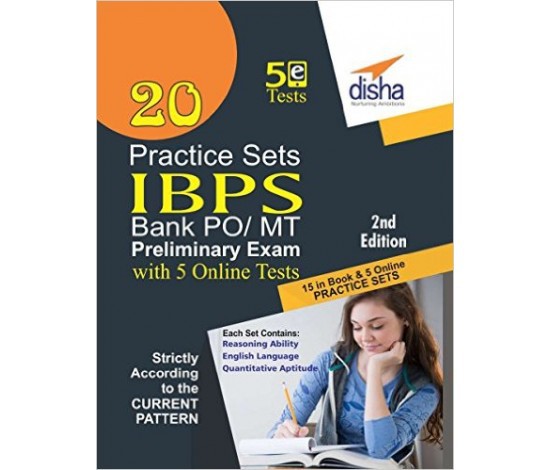 20
5 e
Tests
disha
Nurturing Ambitions
Practice Sets
IBPS
Bank PO/ MT
Preliminary Exam
with 5 Online Tests
2nd
Edition
15 in Book & 5 Online
PRACTICE SETS
Each Set Contains:
Reasoning Ability
English Language
Quantitative Aptitude
Strictly
According
to the
CURRENT
PATTERN